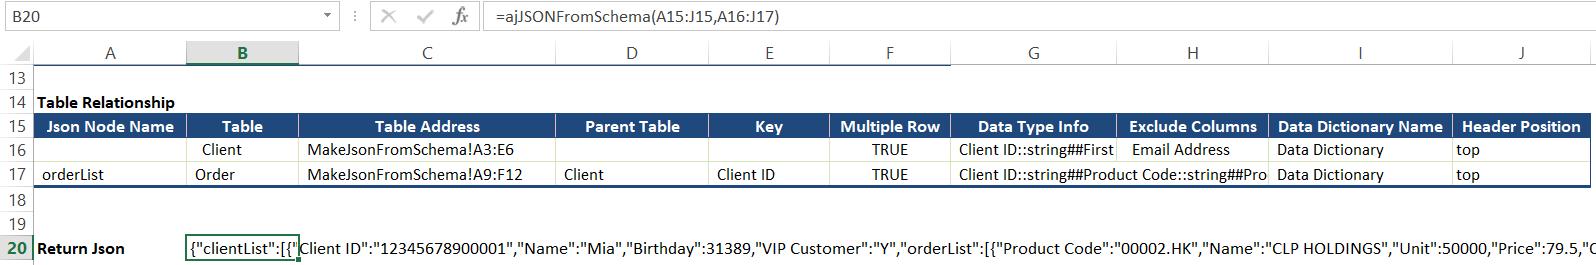 B20 fx =ajJSONFromSchema(A15:J15,A16:J17)
A B C D E F G H I J
13
14 Table Relationship
15 Json Node Name Table Table Address Parent Table Key Multiple Row Data Type Info Exclude Columns Data Dictionary Name Header Position
16 Client MakeJsonFromSchema!A3:E6 TRUE Client ID::string##First Email Address Data Dictionary top
17 orderList Order MakeJsonFromSchema!A9:F12 Client Client ID TRUE Client ID::string##Product Code::string##Pro Data Dictionary top
18
19
20 Return Json {"clientList":[{"Client ID":"12345678900001","Name":"Mia","Birthday":31389,"VIP Customer":"Y","orderList":[{"Product Code":"00002.HK","Name":"CLP HOLDINGS","Unit":50000,"Price":79.5,"